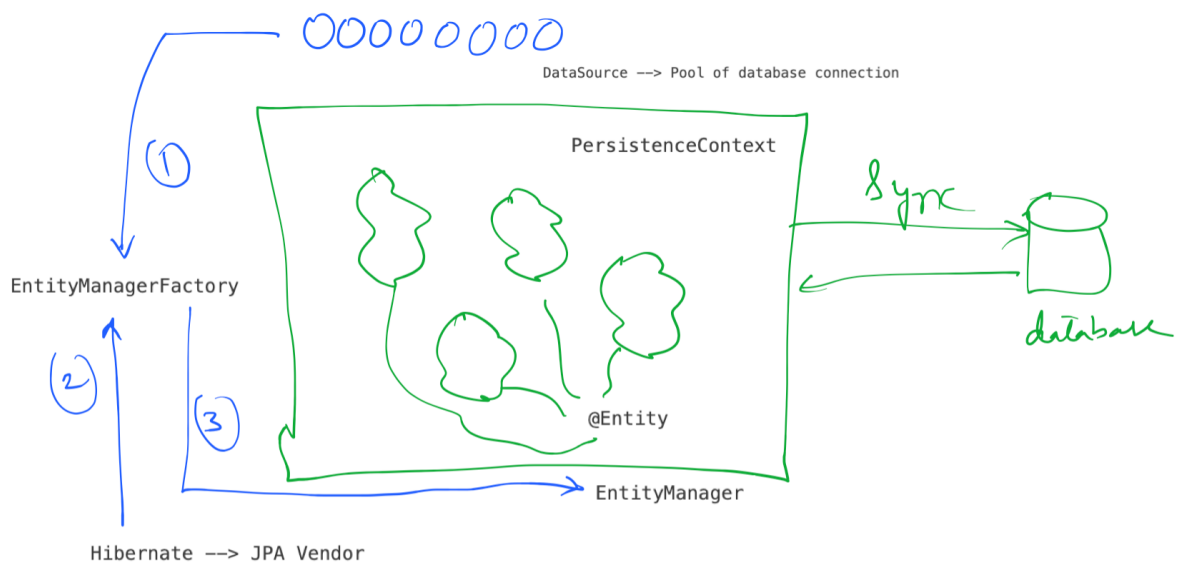 DataSource --> Pool of database connection
PersistenceContext
①
Sync
EntityManagerFactory
database
②
③
@Entity
EntityManager
Hibernate --> JPA Vendor